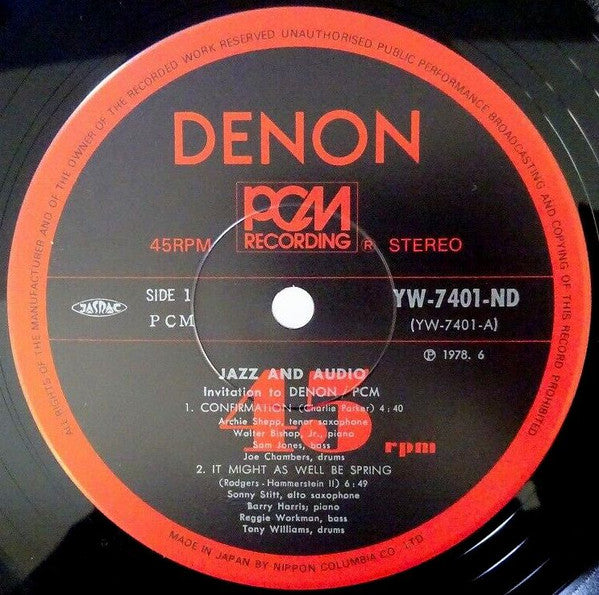 ALL RIGHTS OF THE MANUFACTURER AND OF THE OWNER OF THE RECORDED WORK RESERVED UNAUTHORISED PUBLIC PERFORMANCE BROADCASTING AND COPYING OF THIS RECORD PROHIBITED
DENON
PCM
RECORDING
45RPM
® STEREO
JASRAC
SIDE 1
PCM
YW-7401-ND
(YW-7401-A)
℗ 1978. 6
JAZZ AND AUDIO
Invitation to DENON / PCM
45 rpm
1. CONFIRMATION (Charlie Parker) 4:40
Archie Shepp, tenor saxophone
Walter Bishop, Jr., piano
Sam Jones, bass
Joe Chambers, drums
2. IT MIGHT AS WELL BE SPRING
(Rodgers - Hammerstein II) 6:49
Sonny Stitt, alto saxophone
Barry Harris; piano
Reggie Workman, bass
Tony Williams, drums
MADE IN JAPAN BY NIPPON COLUMBIA CO. LTD